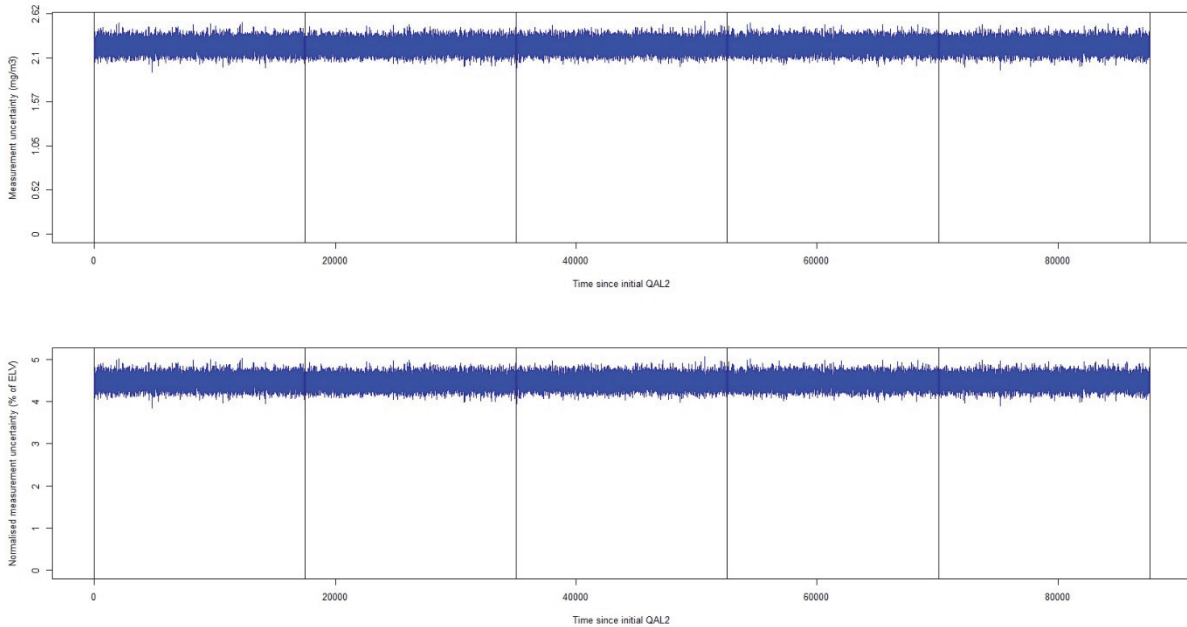 Measurement uncertainty (mg/m3)
2.62
2.1
1.57
1.05
0.52
0
0 20000 40000 60000 80000
Time since initial QAL2
Normalised measurement uncertainty (% of ELV)
5
4
3
2
1
0
0 20000 40000 60000 80000
Time since initial QAL2